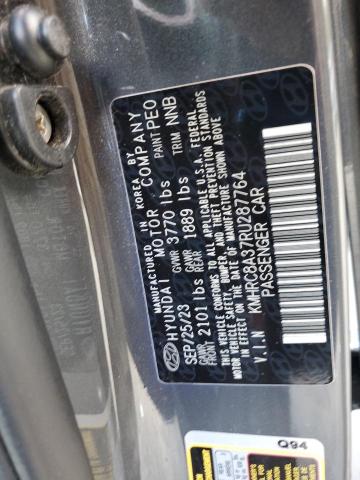 MANUFACTURED IN KOREA BY
HYUNDAI MOTOR COMPANY
SEP/25/23 GVWR 3770 lbs PAINT PEO
GAWR FRONT GAWR REAR TRIM NNB
2101 lbs 1889 lbs
THIS VEHICLE CONFORMS TO ALL APPLICABLE U.S.A. FEDERAL
MOTOR VEHICLE SAFETY, BUMPER, AND THEFT PREVENTION STANDARDS
IN EFFECT ON THE DATE OF MANUFACTURE SHOWN ABOVE
V.I.N KMHRC8A37RU287764
PASSENGER CAR
Q94